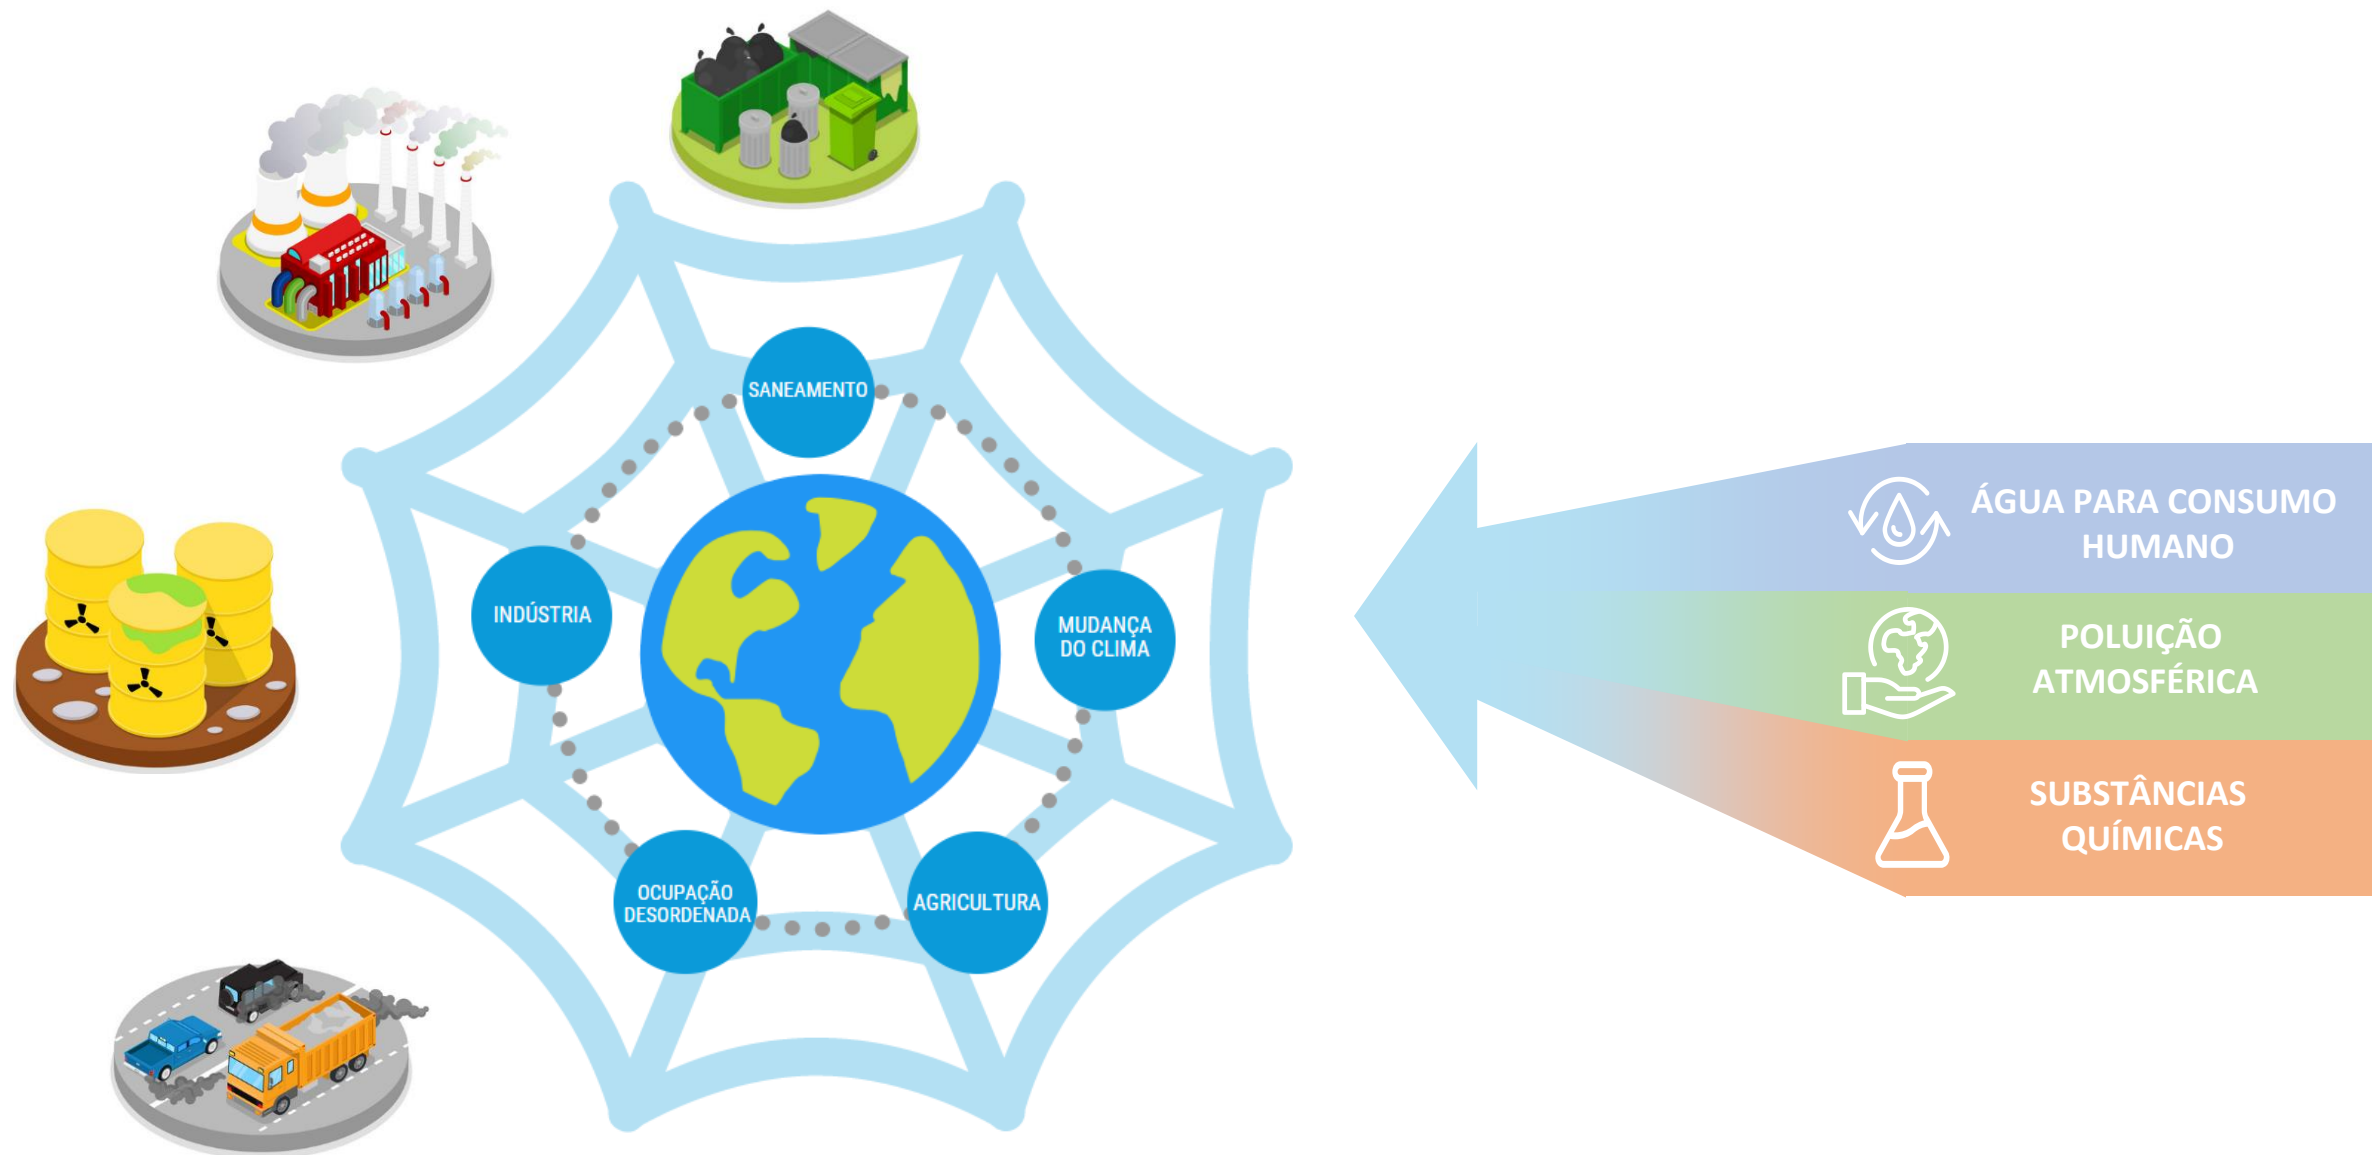 SANEAMENTO
INDÚSTRIA
MUDANÇA
DO CLIMA
OCUPAÇÃO
DESORDENADA
AGRICULTURA
ÁGUA PARA CONSUMO
HUMANO
POLUIÇÃO
ATMOSFÉRICA
SUBSTÂNCIAS
QUÍMICAS